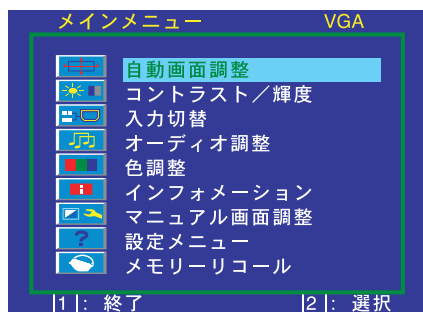 メインメニュー VGA
自動画面調整
コントラスト／輝度
入力切替
オーディオ調整
色調整
インフォメーション
マニュアル画面調整
設定メニュー
メモリーリコール
|1|: 終了 |2|: 選択